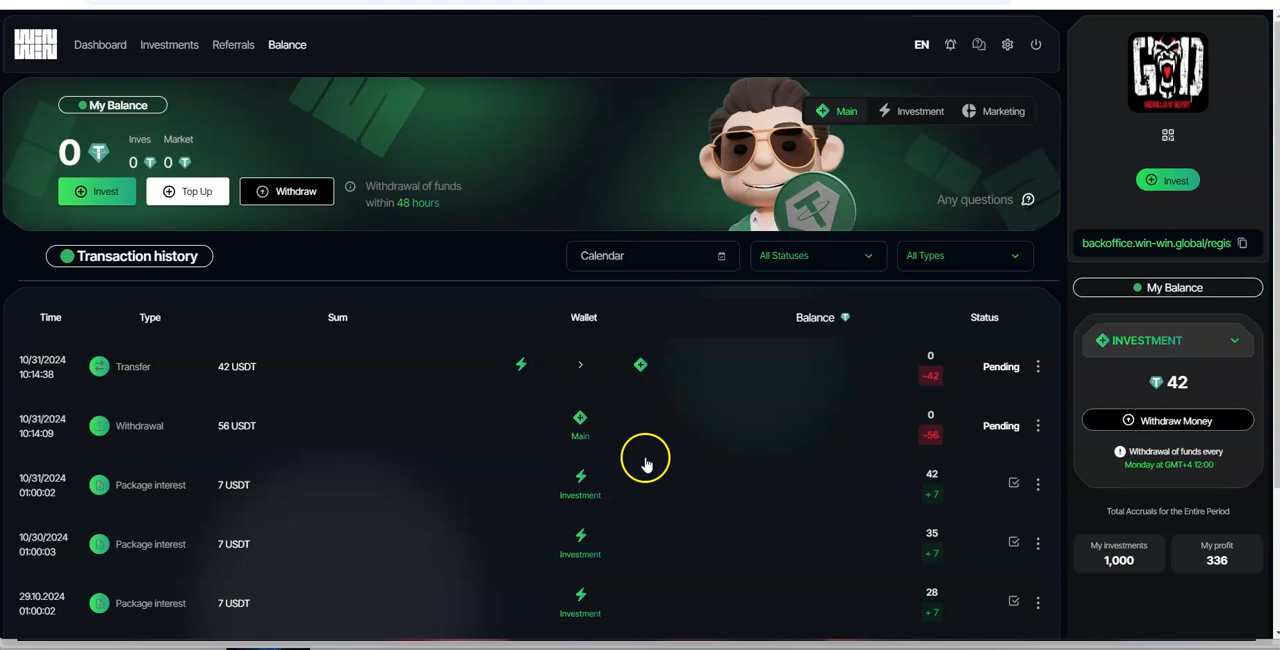 WIN
WIN
Dashboard Investments Referrals Balance
EN
My Balance
Main Investment Marketing
0 Inves Market
0 0
Invest Top Up Withdraw
Withdrawal of funds
within 48 hours
Any questions
Transaction history
Calendar All Statuses All Types
Time Type Sum Wallet Balance Status
10/31/2024
10:14:38
Transfer 42 USDT
0
-42
Pending
10/31/2024
10:14:09
Withdrawal 56 USDT
Main
0
-56
Pending
10/31/2024
01:00:02
Package interest 7 USDT
Investment
42
+ 7
10/30/2024
01:00:03
Package interest 7 USDT
Investment
35
+ 7
29.10.2024
01:00:02
Package interest 7 USDT
Investment
28
+ 7
Invest
backoffice.win-win.global/regis
My Balance
INVESTMENT
42
Withdraw Money
Withdrawal of funds every
Monday at GMT+4 12:00
Total Accruals for the Entire Period
My investments
1,000
My profit
336